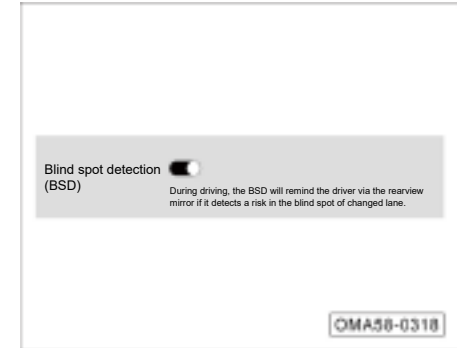 Blind spot detection
(BSD)
During driving, the BSD will remind the driver via the rearview
mirror if it detects a risk in the blind spot of changed lane.
OMA58-0318